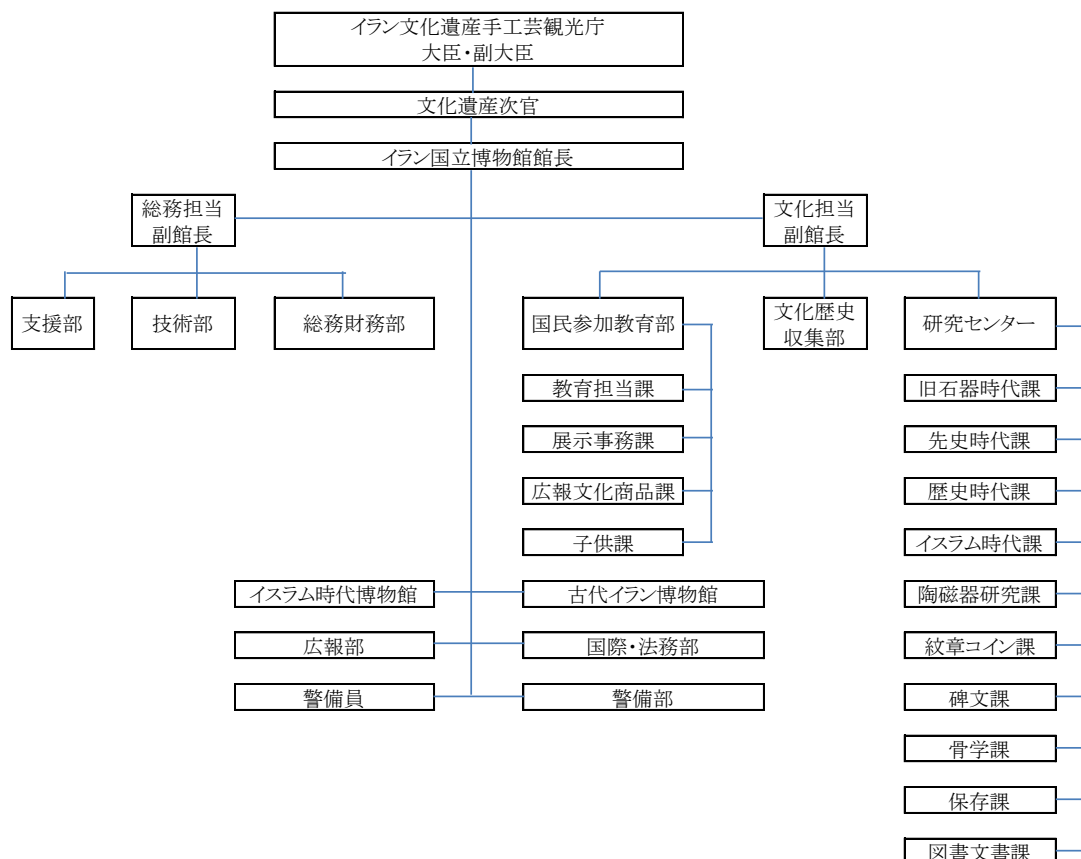 イラン文化遺産手工芸観光庁
大臣・副大臣
文化遺産次官
イラン国立博物館館長
総務担当
副館長
文化担当
副館長
支援部
技術部
総務財務部
国民参加教育部
文化歴史
収集部
研究センター
教育担当課
旧石器時代課
展示事務課
先史時代課
広報文化商品課
歴史時代課
子供課
イスラム時代課
イスラム時代博物館
古代イラン博物館
陶磁器研究課
広報部
国際・法務部
紋章コイン課
警備員
警備部
碑文課
骨学課
保存課
図書文書課